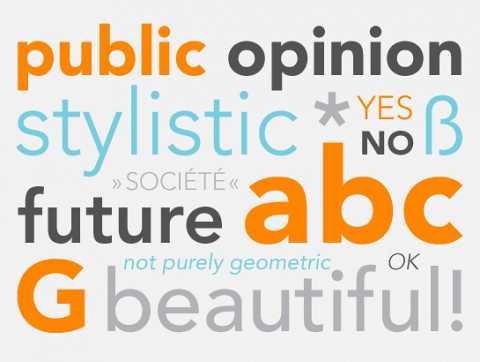 public opinion
stylistic * YES ß
NO
»SOCIÉTÉ«
future abc
not purely geometric OK
G beautiful!